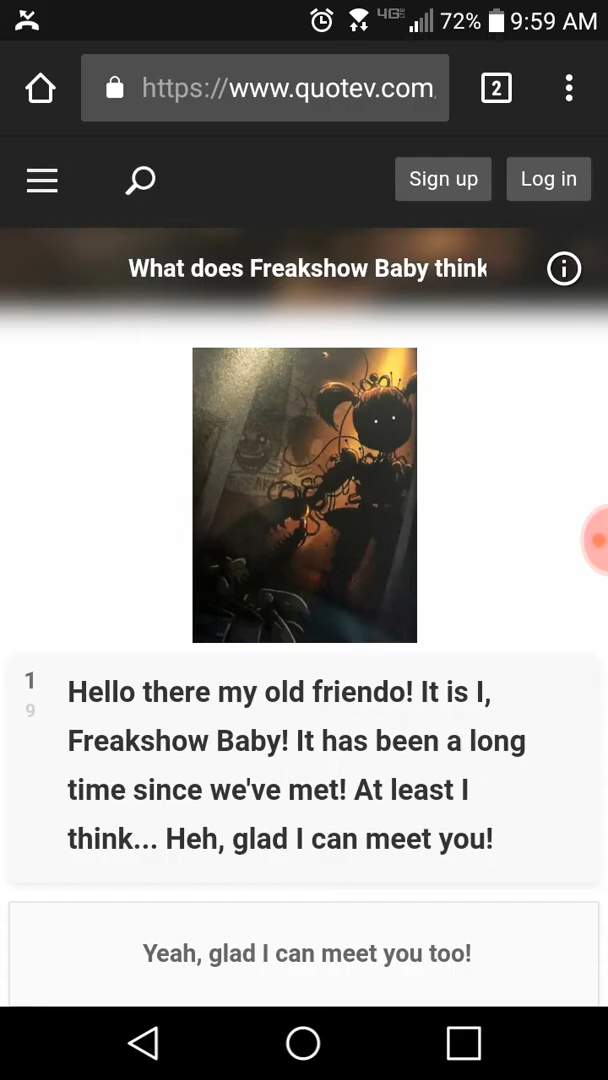 4G 72% 9:59 AM
https://www.quotev.com
2
Sign up Log in
What does Freakshow Baby think
1
9
Hello there my old friendo! It is I,
Freakshow Baby! It has been a long
time since we've met! At least I
think... Heh, glad I can meet you!
Yeah, glad I can meet you too!